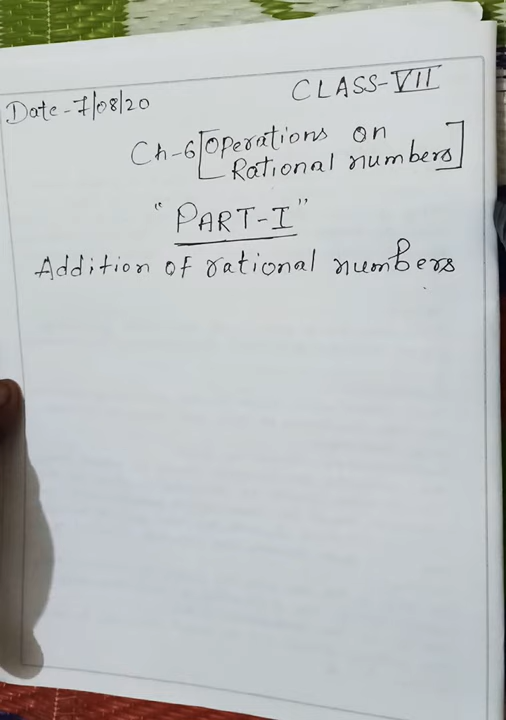 CLASS-VII
Date-7/08/20
Ch-6[Operations on
Rational numbers]
"PART-I"
Addition of rational numbers